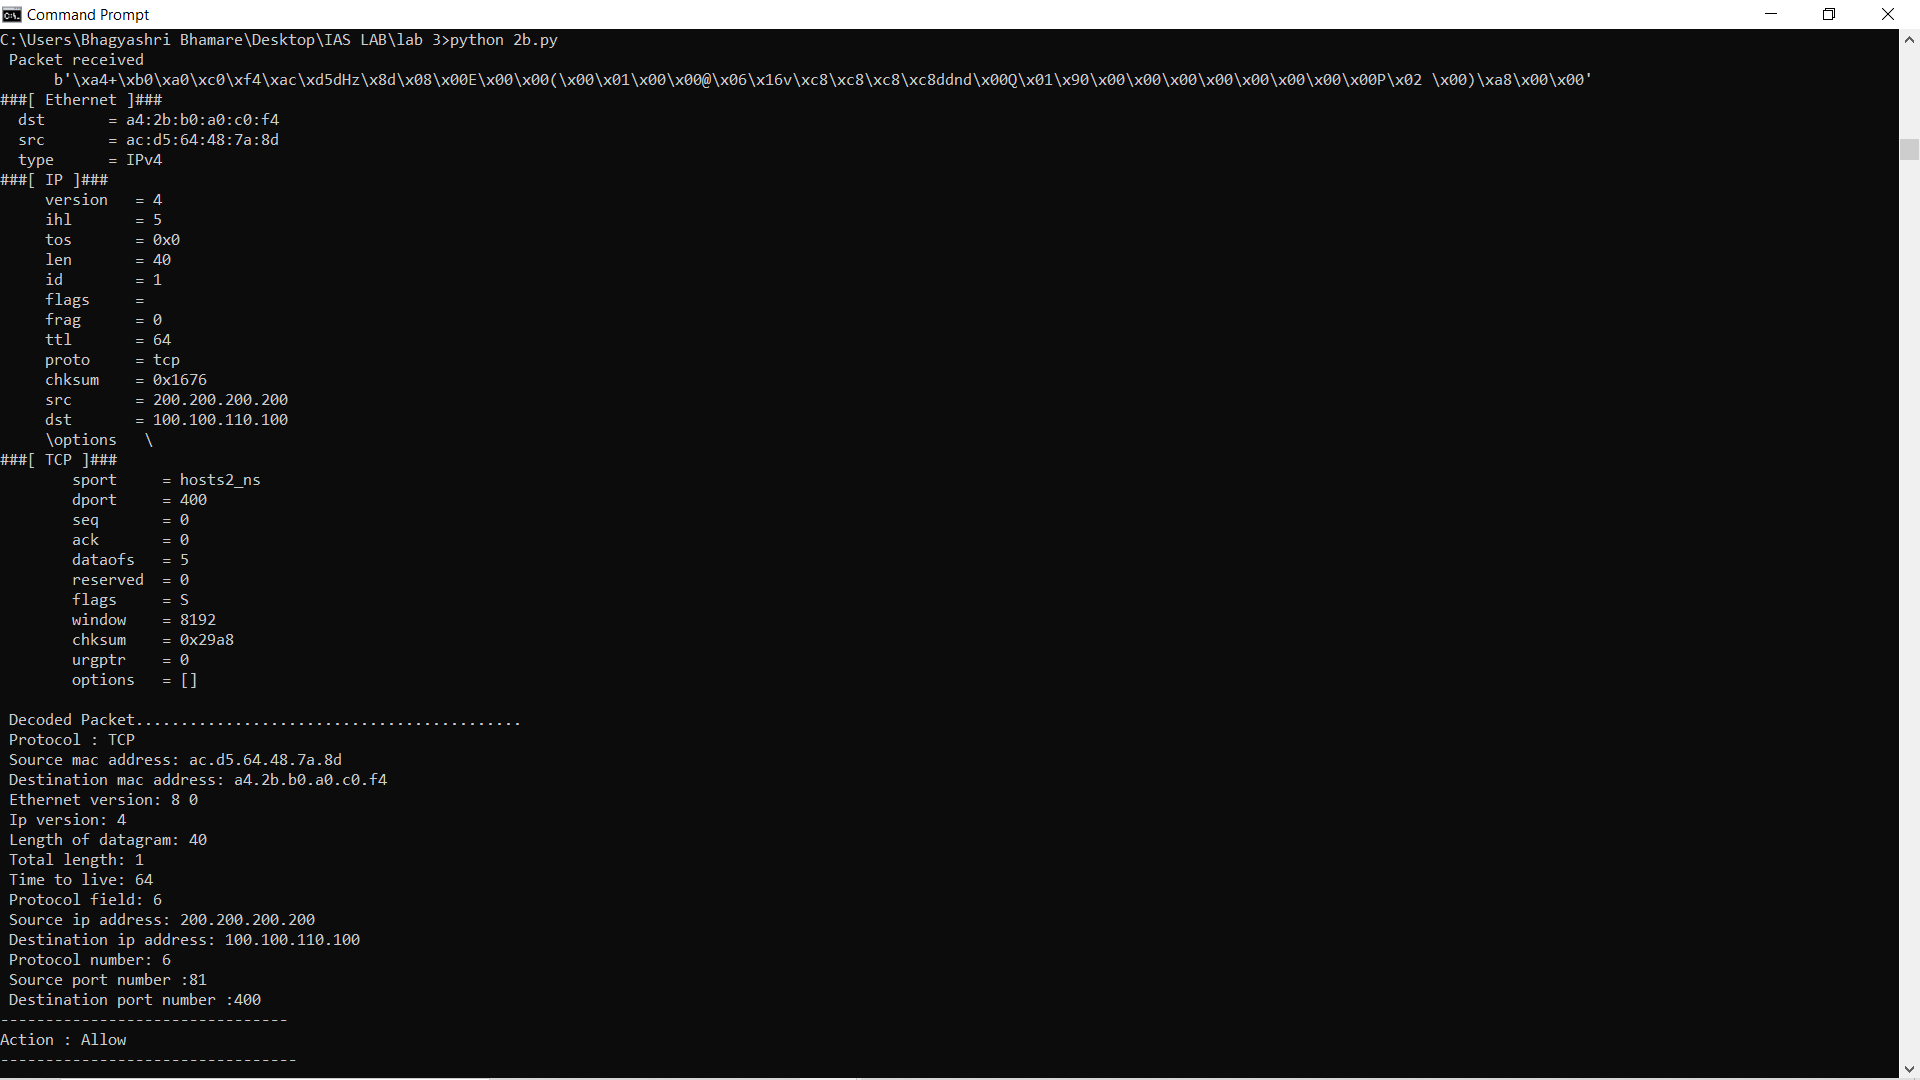 Command Prompt
C:\Users\Bhagyashri Bhamare\Desktop\IAS LAB\lab 3>python 2b.py
 Packet received
      b'\xa4+\xb0\xa0\xc0\xf4\xac\xd5dHz\x8d\x08\x00E\x00\x00(\x00\x01\x00\x00@\x06\x16v\xc8\xc8\xc8\xc8ddnd\x00Q\x01\x90\x00\x00\x00\x00\x00\x00\x00\x00P\x02 \x00)\xa8\x00\x00'
###[ Ethernet ]###
  dst       = a4:2b:b0:a0:c0:f4
  src       = ac:d5:64:48:7a:8d
  type      = IPv4
###[ IP ]###
     version   = 4
     ihl       = 5
     tos       = 0x0
     len       = 40
     id        = 1
     flags     =
     frag      = 0
     ttl       = 64
     proto     = tcp
     chksum    = 0x1676
     src       = 200.200.200.200
     dst       = 100.100.110.100
     \options   \
###[ TCP ]###
        sport     = hosts2_ns
        dport     = 400
        seq       = 0
        ack       = 0
        dataofs   = 5
        reserved  = 0
        flags     = S
        window    = 8192
        chksum    = 0x29a8
        urgptr    = 0
        options   = []
 Decoded Packet...........................................
 Protocol : TCP
 Source mac address: ac.d5.64.48.7a.8d
 Destination mac address: a4.2b.b0.a0.c0.f4
 Ethernet version: 8 0
 Ip version: 4
 Length of datagram: 40
 Total length: 1
 Time to live: 64
 Protocol field: 6
 Source ip address: 200.200.200.200
 Destination ip address: 100.100.110.100
 Protocol number: 6
 Source port number :81
 Destination port number :400
--------------------------------
Action : Allow
---------------------------------